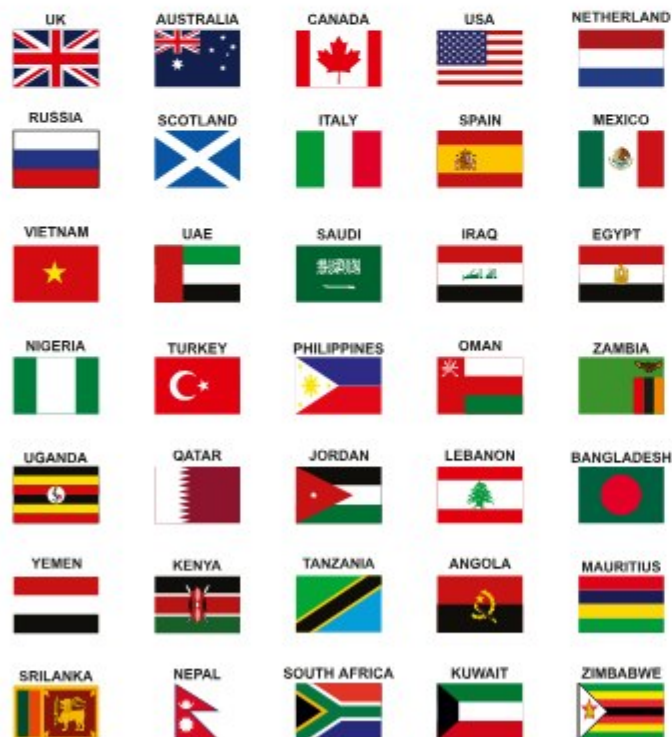 UK
AUSTRALIA
CANADA
USA
NETHERLAND
RUSSIA
SCOTLAND
ITALY
SPAIN
MEXICO
VIETNAM
UAE
SAUDI
IRAQ
EGYPT
NIGERIA
TURKEY
PHILIPPINES
OMAN
ZAMBIA
UGANDA
QATAR
JORDAN
LEBANON
BANGLADESH
YEMEN
KENYA
TANZANIA
ANGOLA
MAURITIUS
SRILANKA
NEPAL
SOUTH AFRICA
KUWAIT
ZIMBABWE